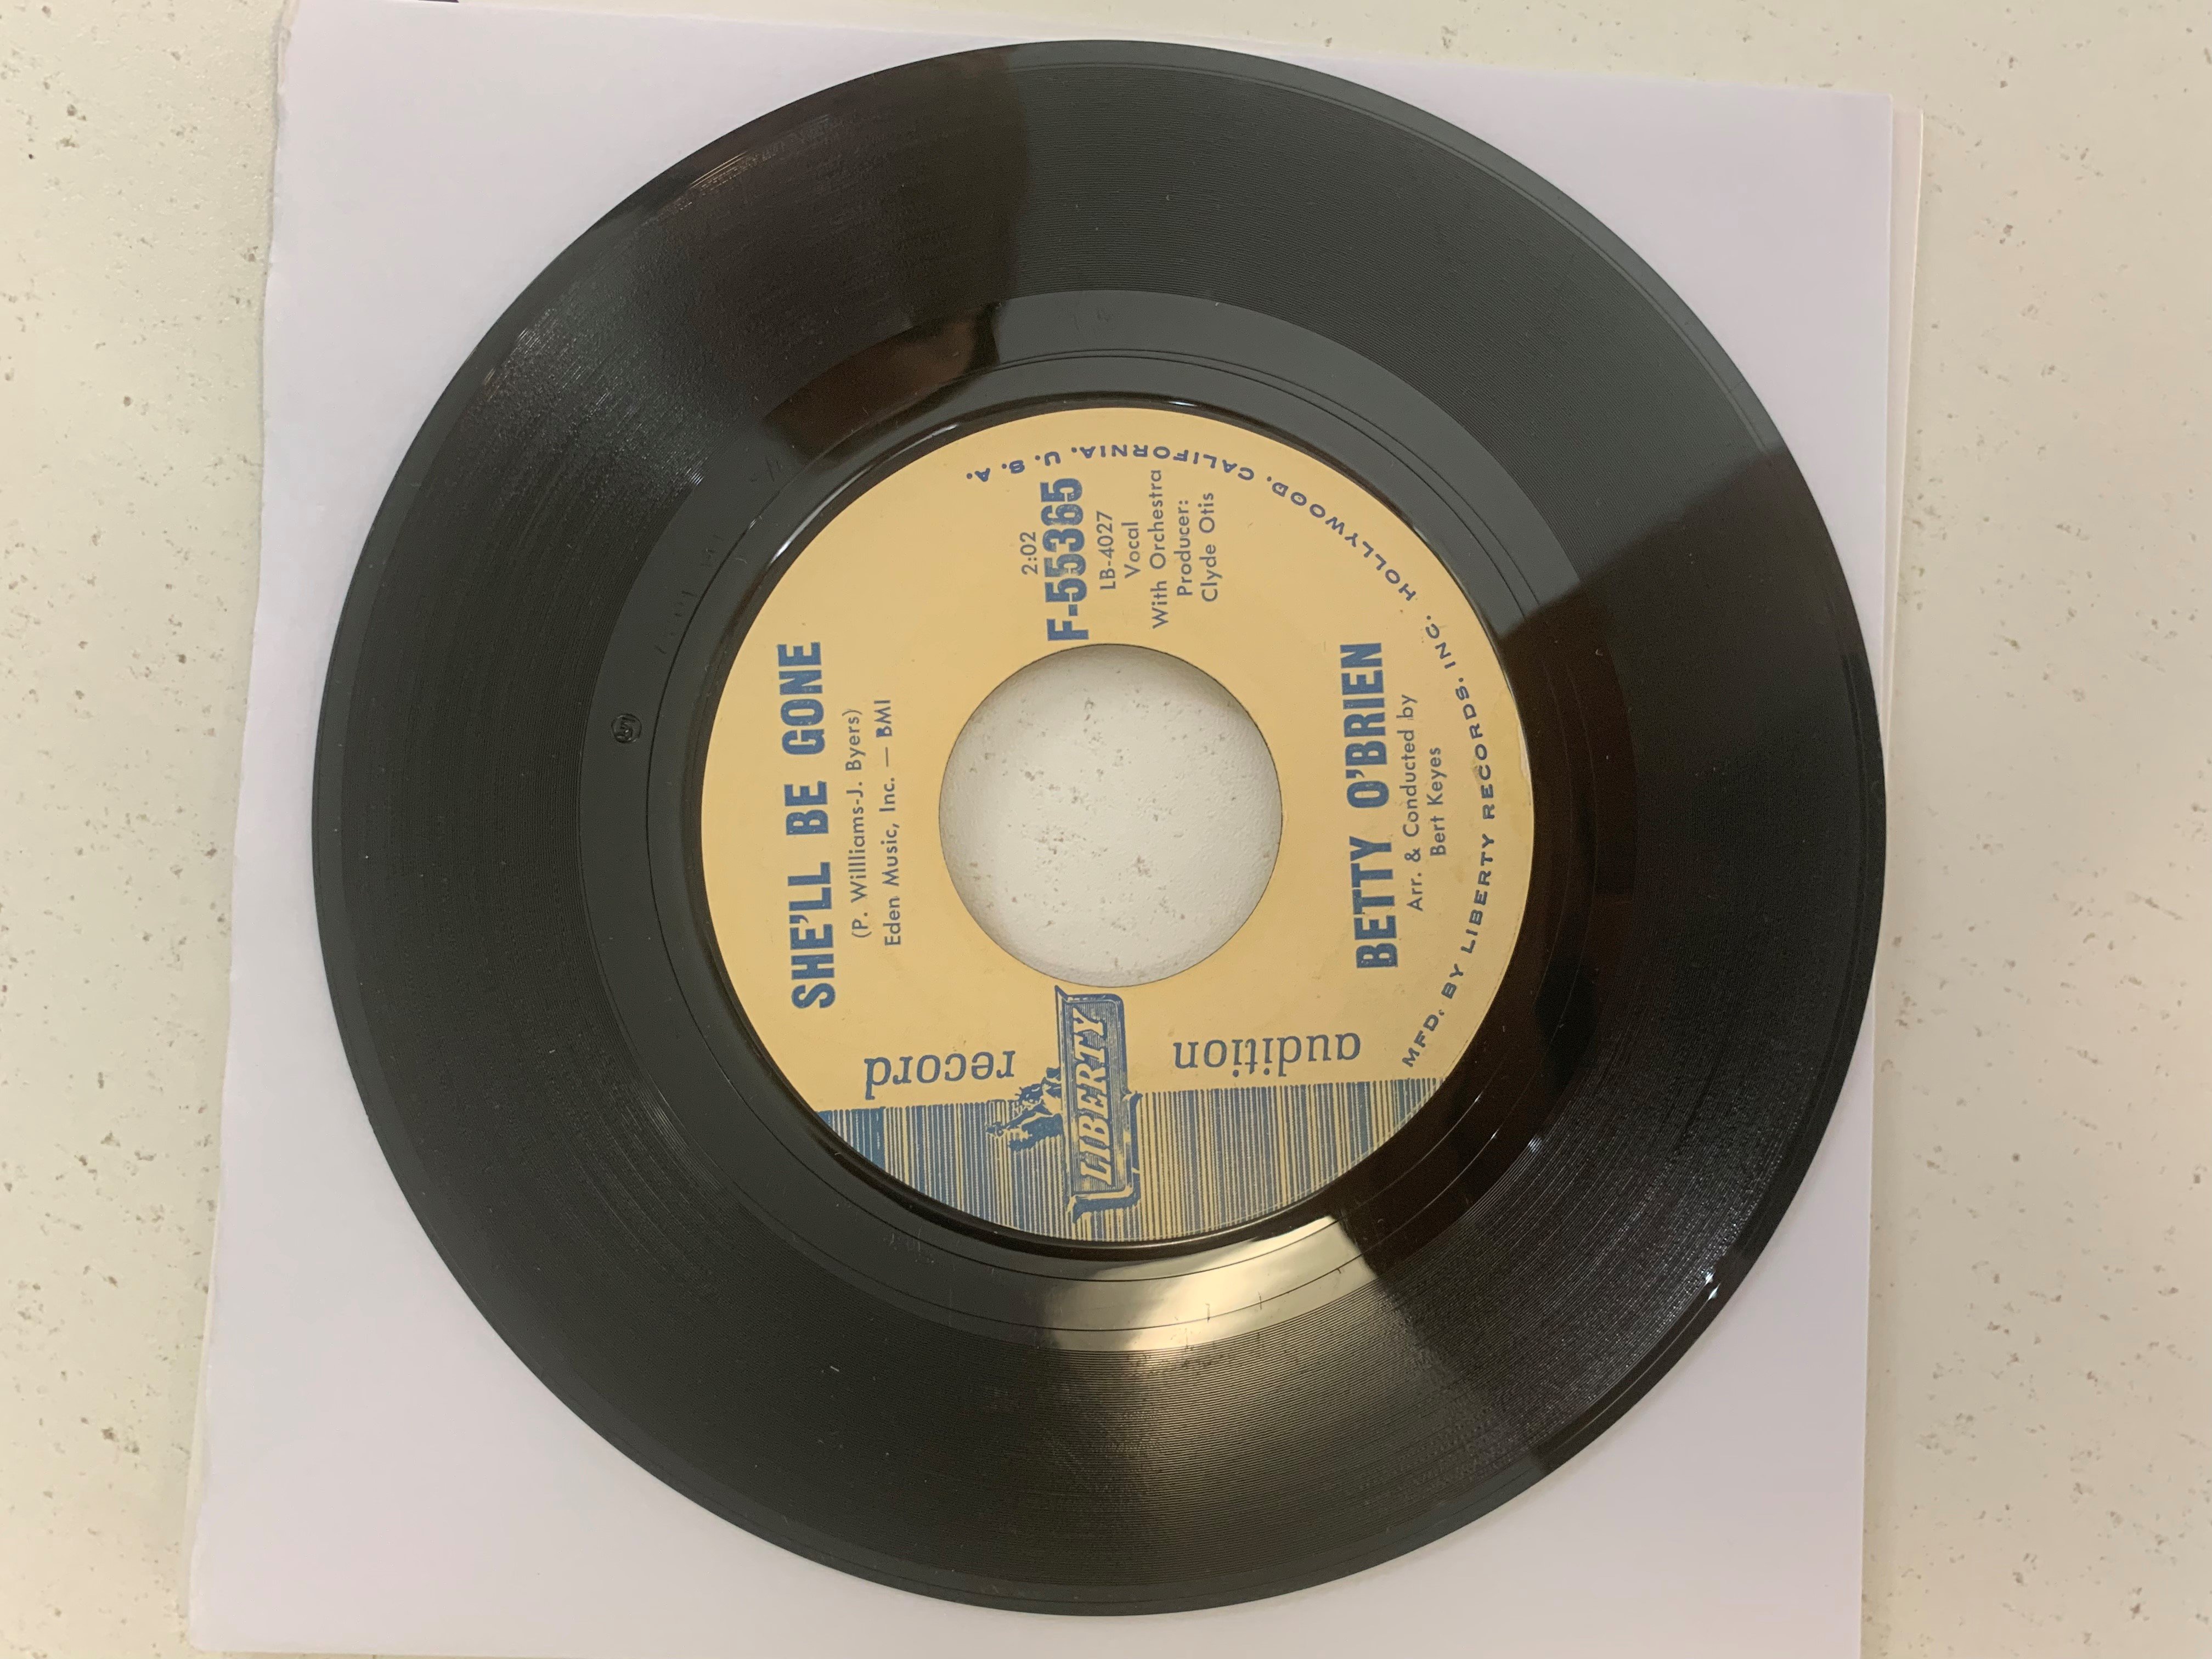 audition
record
LIBERTY
SHE'LL BE GONE
(P. Willliams-J. Byers)
Eden Music, Inc. — BMI
2:02
F-55365
LB-4027
Vocal
With Orchestra
Producer:
Clyde Otis
BETTY O'BRIEN
Arr. & Conducted by
Bert Keyes
MFD. BY LIBERTY RECORDS, INC. HOLLYWOOD, CALIFORNIA, U. S. A.